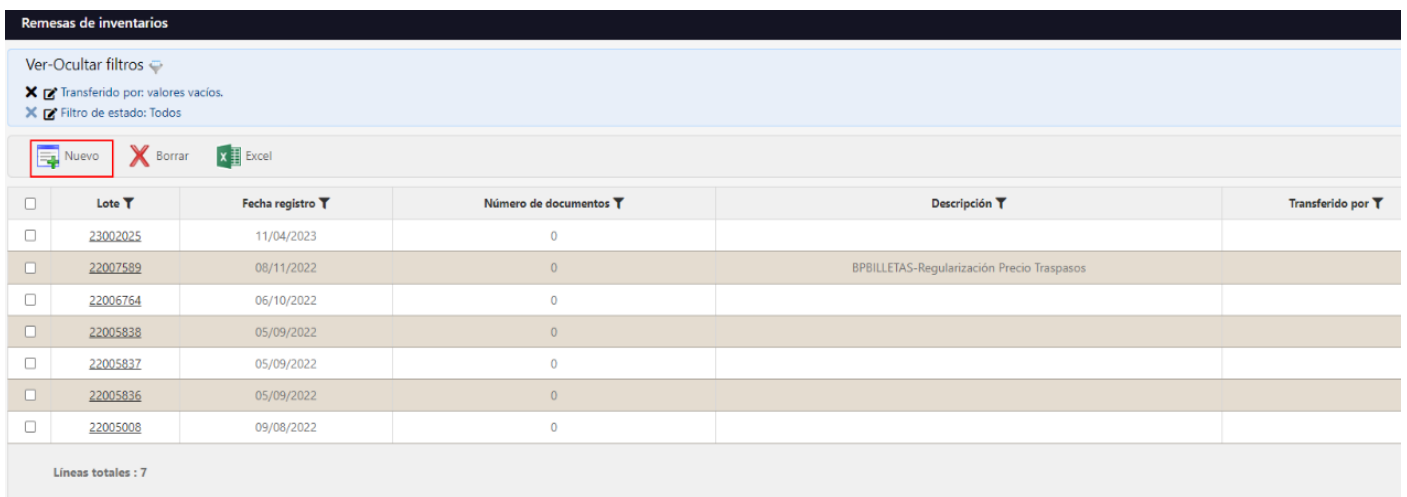 Remesas de inventarios
Ver-Ocultar filtros
Transferido por: valores vacíos.
Filtro de estado: Todos
Nuevo Borrar Excel
Lote Fecha registro Número de documentos Descripción Transferido por
23002025 11/04/2023 0
22007589 08/11/2022 0 BPBILLETAS-Regularización Precio Traspasos
22006764 06/10/2022 0
22005838 05/09/2022 0
22005837 05/09/2022 0
22005836 05/09/2022 0
22005008 09/08/2022 0
Líneas totales : 7